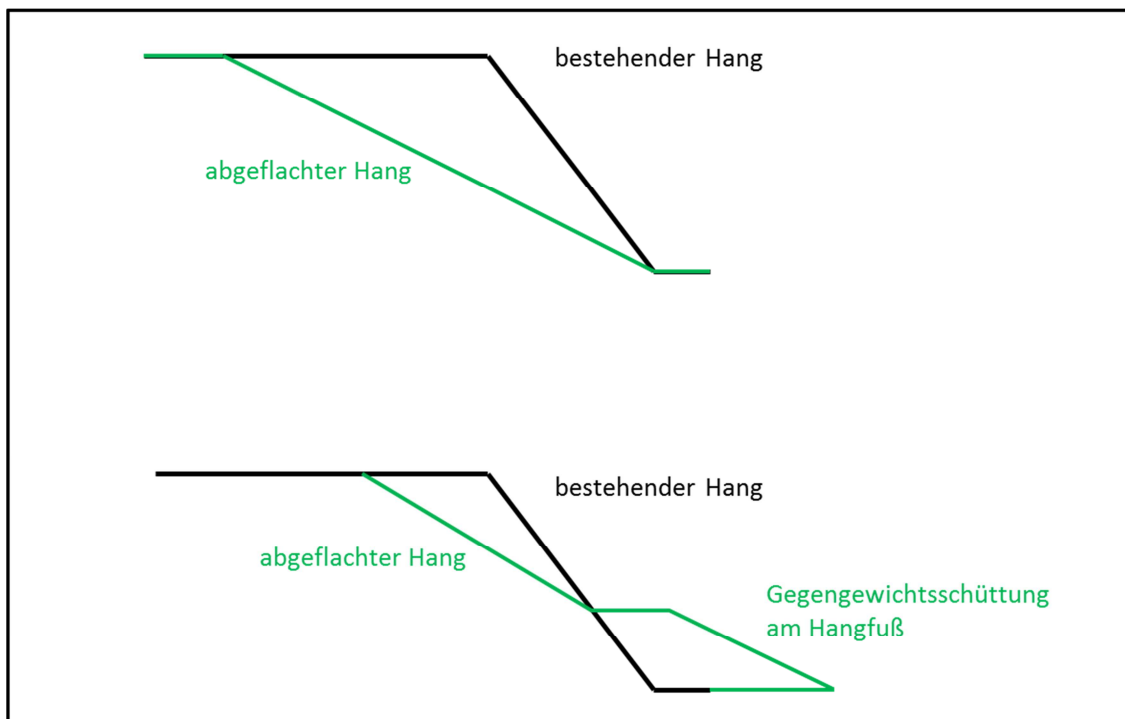 bestehender Hang
abgeflachter Hang
bestehender Hang
abgeflachter Hang
Gegengewichtsschüttung
am Hangfuß